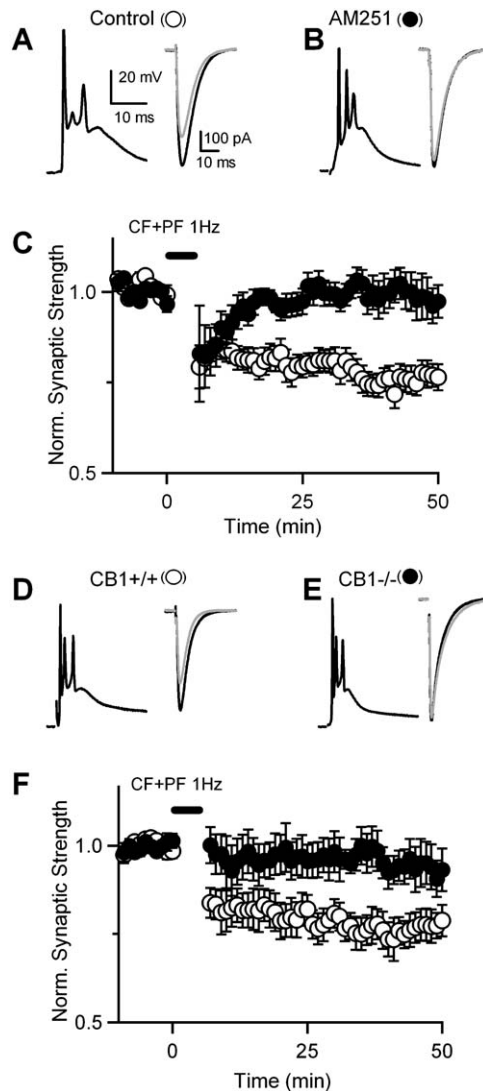 A Control (○) B AM251 (●)
20 mV
10 ms
100 pA
10 ms
C CF+PF 1Hz
Norm. Synaptic Strength
1.0
0.5
0 25 50
Time (min)
D CB1+/+ (○) E CB1-/- (●)
F CF+PF 1Hz
Norm. Synaptic Strength
1.0
0.5
0 25 50
Time (min)